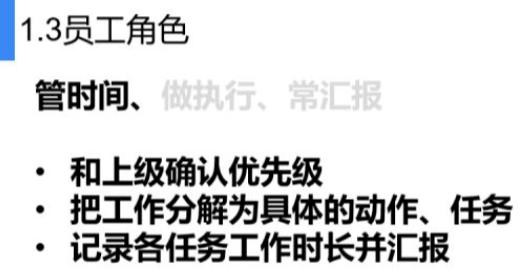 1.3员工角色
管时间、做执行、常汇报
• 和上级确认优先级
• 把工作分解为具体的动作、任务
• 记录各任务工作时长并汇报